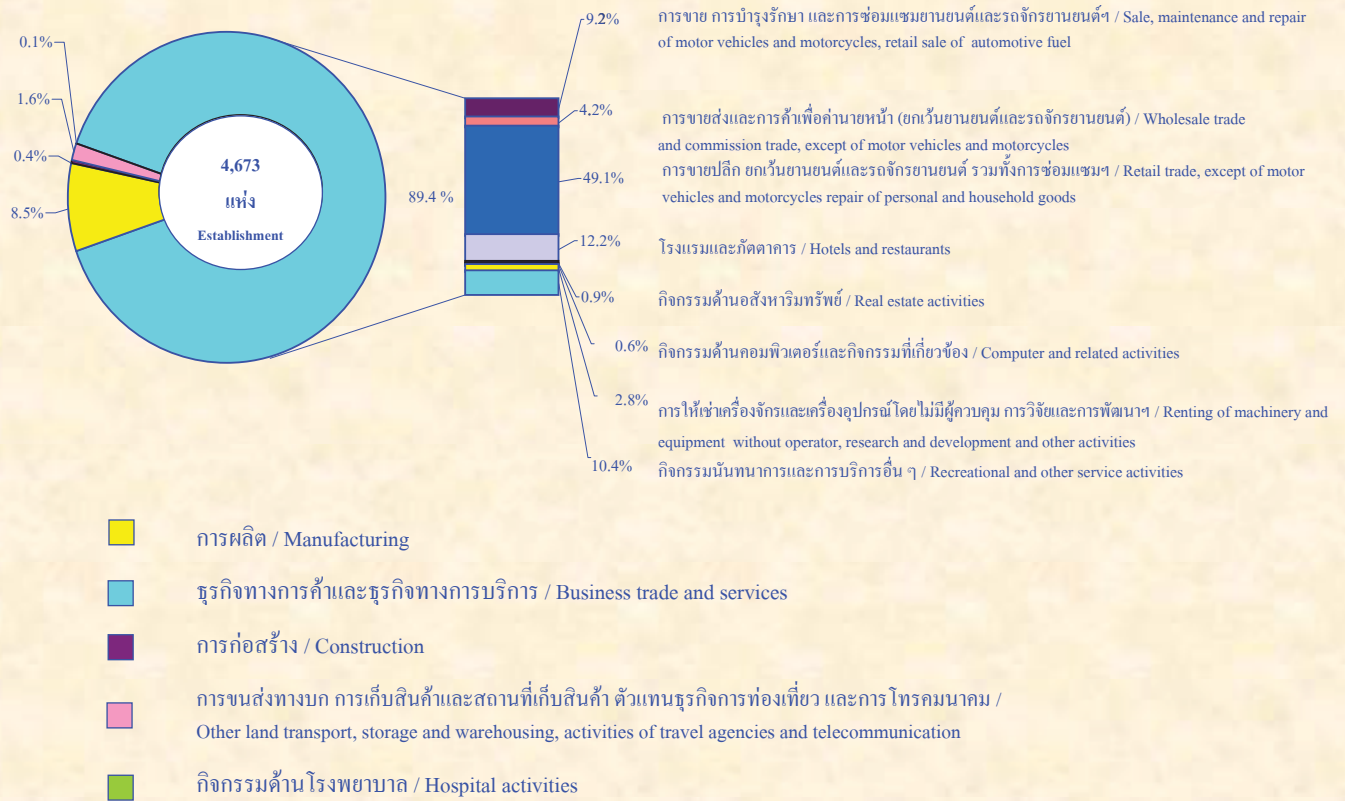 9.2%
การขาย การบำรุงรักษา และการซ่อมแซมยานยนต์และรถจักรยานยนต์ฯ / Sale, maintenance and repair
of motor vehicles and motorcycles, retail sale of automotive fuel
0.1%
1.6%
0.4%
8.5%
4,673
แห่ง
Establishment
89.4 %
4.2%
การขายส่งและการค้าเพื่อค่านายหน้า (ยกเว้นยานยนต์และรถจักรยานยนต์) / Wholesale trade
and commission trade, except of motor vehicles and motorcycles
49.1%
การขายปลีก ยกเว้นยานยนต์และรถจักรยานยนต์ รวมทั้งการซ่อมแซมฯ / Retail trade, except of motor
vehicles and motorcycles repair of personal and household goods
12.2%
โรงแรมและภัตตาคาร / Hotels and restaurants
0.9%
กิจกรรมด้านอสังหาริมทรัพย์ / Real estate activities
0.6%
กิจกรรมด้านคอมพิวเตอร์และกิจกรรมที่เกี่ยวข้อง / Computer and related activities
2.8%
การให้เช่าเครื่องจักรและเครื่องอุปกรณ์โดยไม่มีผู้ควบคุม การวิจัยและการพัฒนาฯ / Renting of machinery and
equipment without operator, research and development and other activities
10.4%
กิจกรรมนันทนาการและการบริการอื่น ๆ / Recreational and other service activities
การผลิต / Manufacturing
ธุรกิจทางการค้าและธุรกิจทางการบริการ / Business trade and services
การก่อสร้าง / Construction
การขนส่งทางบก การเก็บสินค้าและสถานที่เก็บสินค้า ตัวแทนธุรกิจการท่องเที่ยว และการโทรคมนาคม /
Other land transport, storage and warehousing, activities of travel agencies and telecommunication
กิจกรรมด้านโรงพยาบาล / Hospital activities